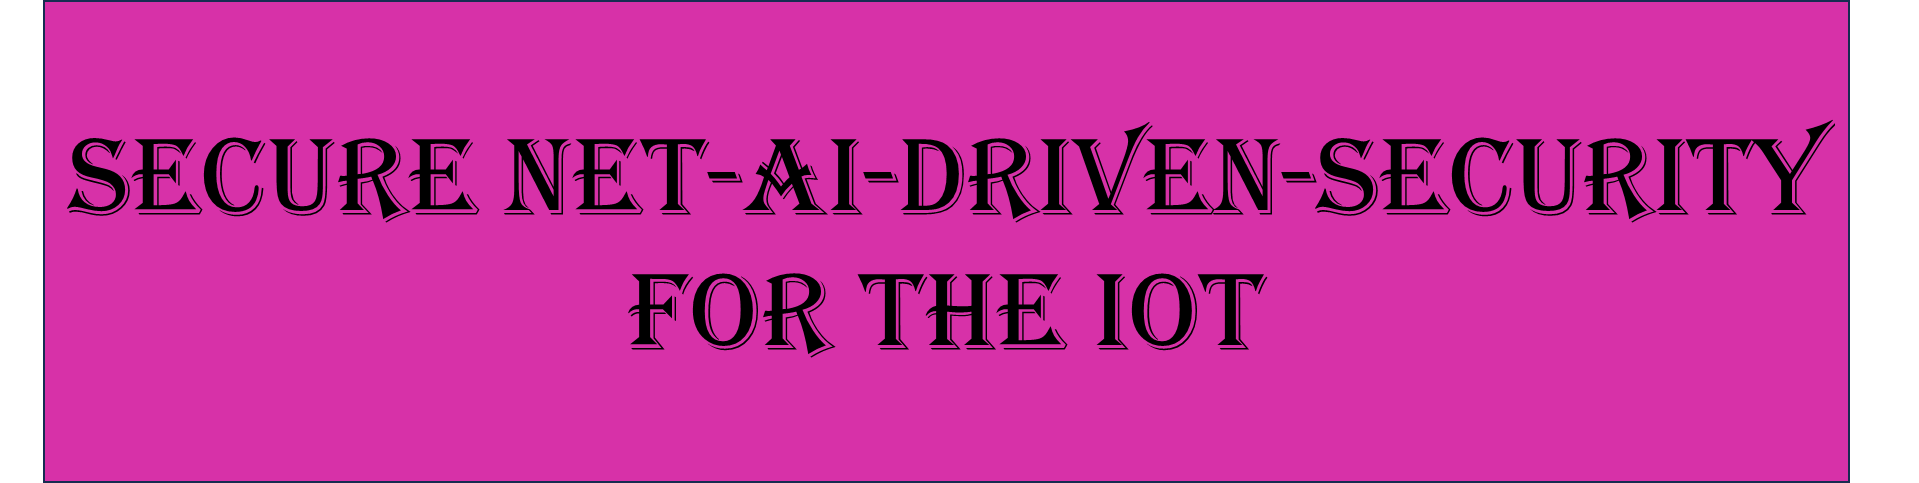 SECURE NET-AI-DRIVEN-SECURITY
FOR THE IOT